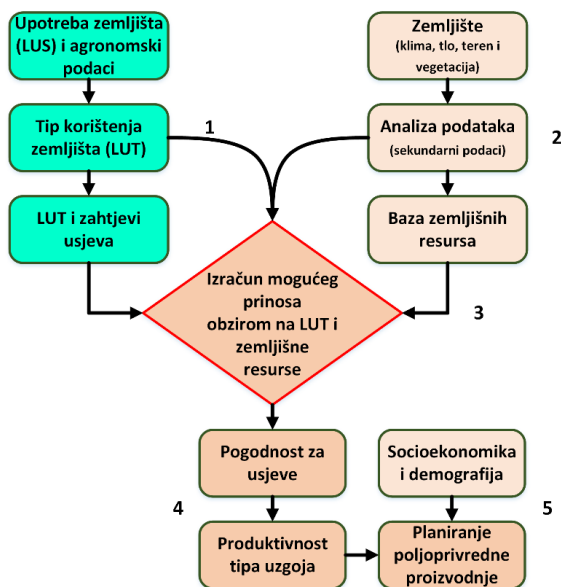 Upotreba zemljišta
(LUS) i agronomski
podaci
Zemljište
(klima, tlo, teren i
vegetacija)
Tip korištenja
zemljišta (LUT)
1
Analiza podataka
(sekundarni podaci)
2
LUT i zahtjevi
usjeva
Baza zemljišnih
resursa
Izračun mogućeg
prinosa
obzirom na LUT i
zemljišne
resurse
3
Pogodnost za
usjeve
Socioekonomika
i demografija
4
5
Produktivnost
tipa uzgoja
Planiranje
poljoprivredne
proizvodnje